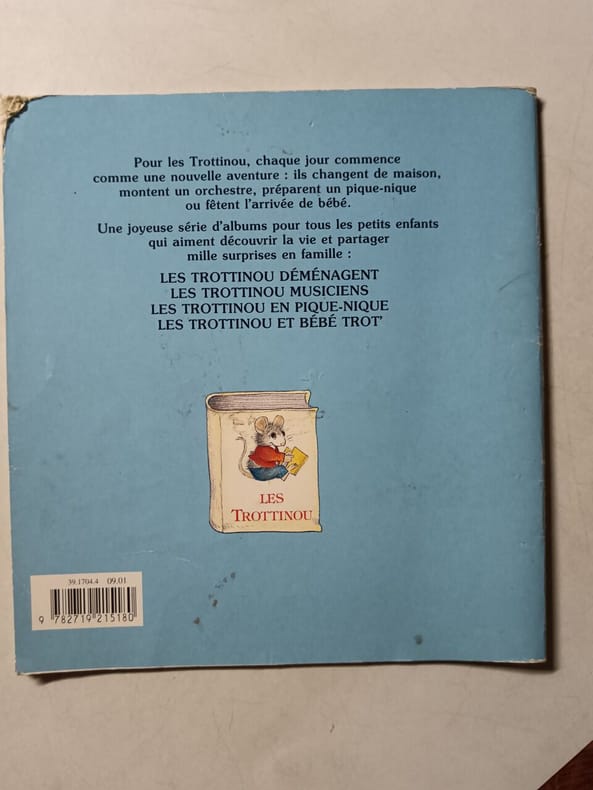 Pour les Trottinou, chaque jour commence
comme une nouvelle aventure : ils changent de maison,
montent un orchestre, préparent un pique-nique
ou fêtent l'arrivée de bébé.
Une joyeuse série d'albums pour tous les petits enfants
qui aiment découvrir la vie et partager
mille surprises en famille :
LES TROTTINOU DÉMÉNAGENT
LES TROTTINOU MUSICIENS
LES TROTTINOU EN PIQUE-NIQUE
LES TROTTINOU ET BÉBÉ TROT'
LES
TROTTINOU
39.1704.4 09.01
9 782719 215180